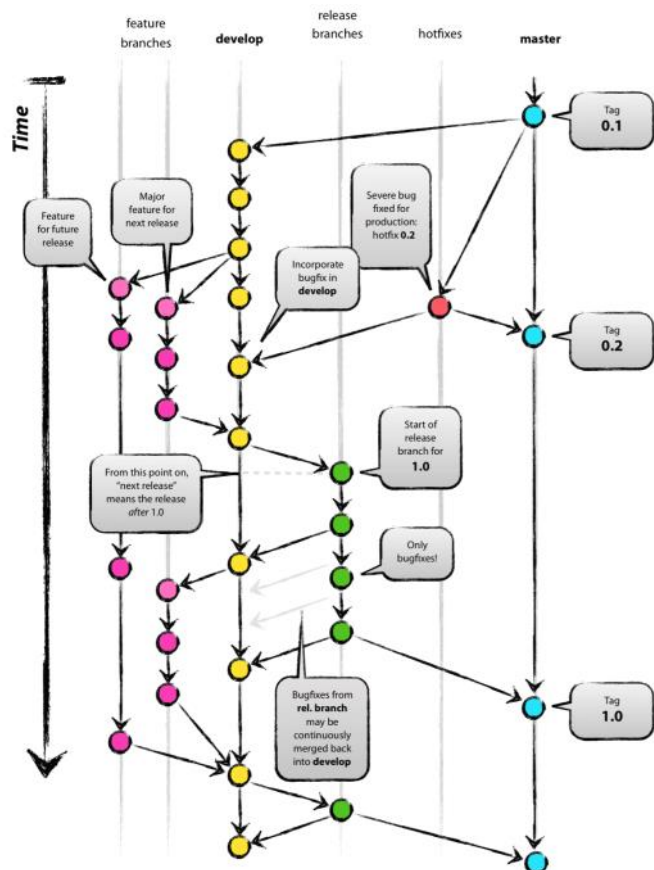 feature
branches
develop
release
branches
hotfixes
master
Time
Tag
0.1
Major
feature for
next release
Feature
for future
release
Severe bug
fixed for
production:
hotfix 0.2
Incorporate
bugfix in
develop
Tag
0.2
Start of
release
branch for
1.0
From this point on,
“next release”
means the release
after 1.0
Only
bugfixes!
Bugfixes from
rel. branch
may be
continuously
merged back
into develop
Tag
1.0